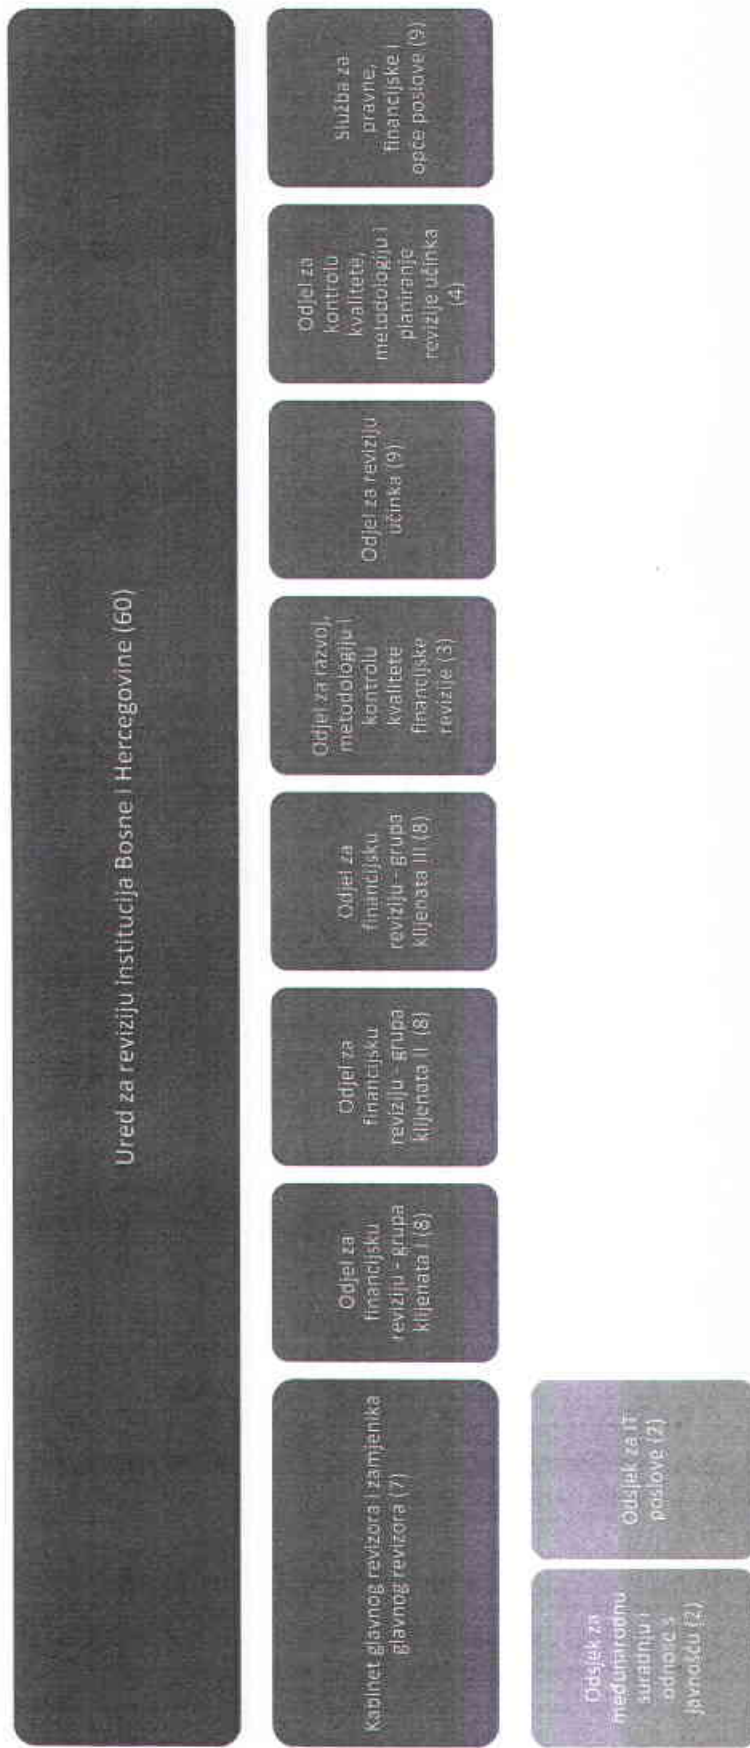 Ured za reviziju institucija Bosne i Hercegovine (60)
Kabinet glavnog revizora i zamjenika
glavnog revizora (7)
Odjel za
financijsku
reviziju - grupa
klijenata I (8)
Odjel za
financijsku
reviziju - grupa
klijenata II (8)
Odjel za
financijsku
reviziju - grupa
klijenata III (8)
Odjel za razvoj,
metodologiju i
kontrolu
kvalitete
financijske
revizije (3)
Odjel za reviziju
učinka (9)
Odjel za
kontrolu
kvalitete,
metodologiju i
planiranje
revizije učinka
(4)
Služba za
pravne,
financijske i
opće poslove (9)
Odsjek za
međunarodnu
suradnju i
odnose s
javnošću (2)
Odsjek za IT
poslove (2)